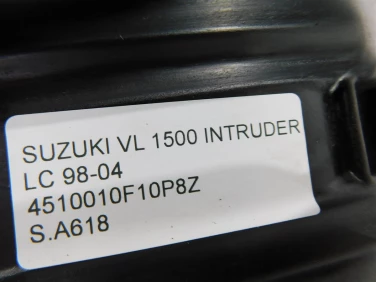 SUZUKI VL 1500 INTRUDER
LC 98-04
4510010F10P8Z
S.A618